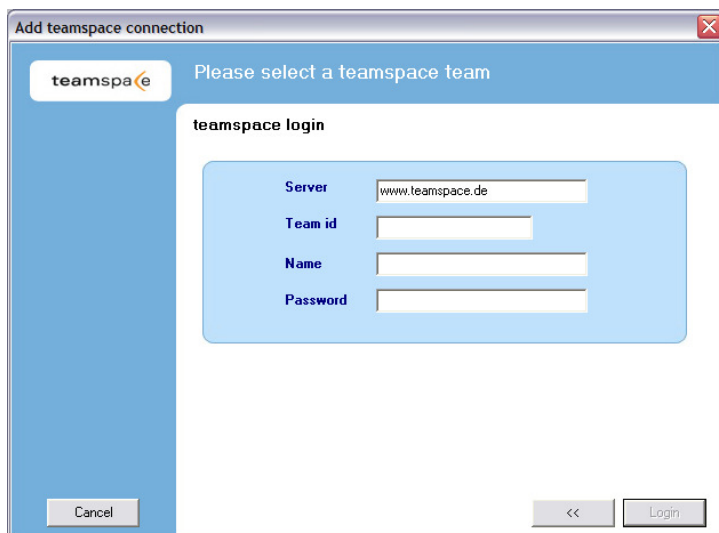 Add teamspace connection
teamspace
Please select a teamspace team
teamspace login
Server
www.teamspace.de
Team id
Name
Password
Cancel
<<
Login